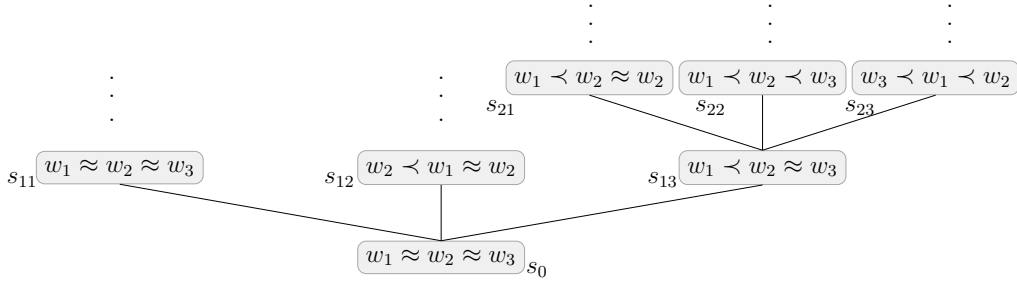 w₁ ≺ w₂ ≈ w₂ w₁ ≺ w₂ ≺ w₃ w₃ ≺ w₁ ≺ w₂
s₂₁ s₂₂ s₂₃
w₁ ≈ w₂ ≈ w₃ w₂ ≺ w₁ ≈ w₂ w₁ ≺ w₂ ≈ w₃
s₁₁ s₁₂ s₁₃
w₁ ≈ w₂ ≈ w₃
s₀